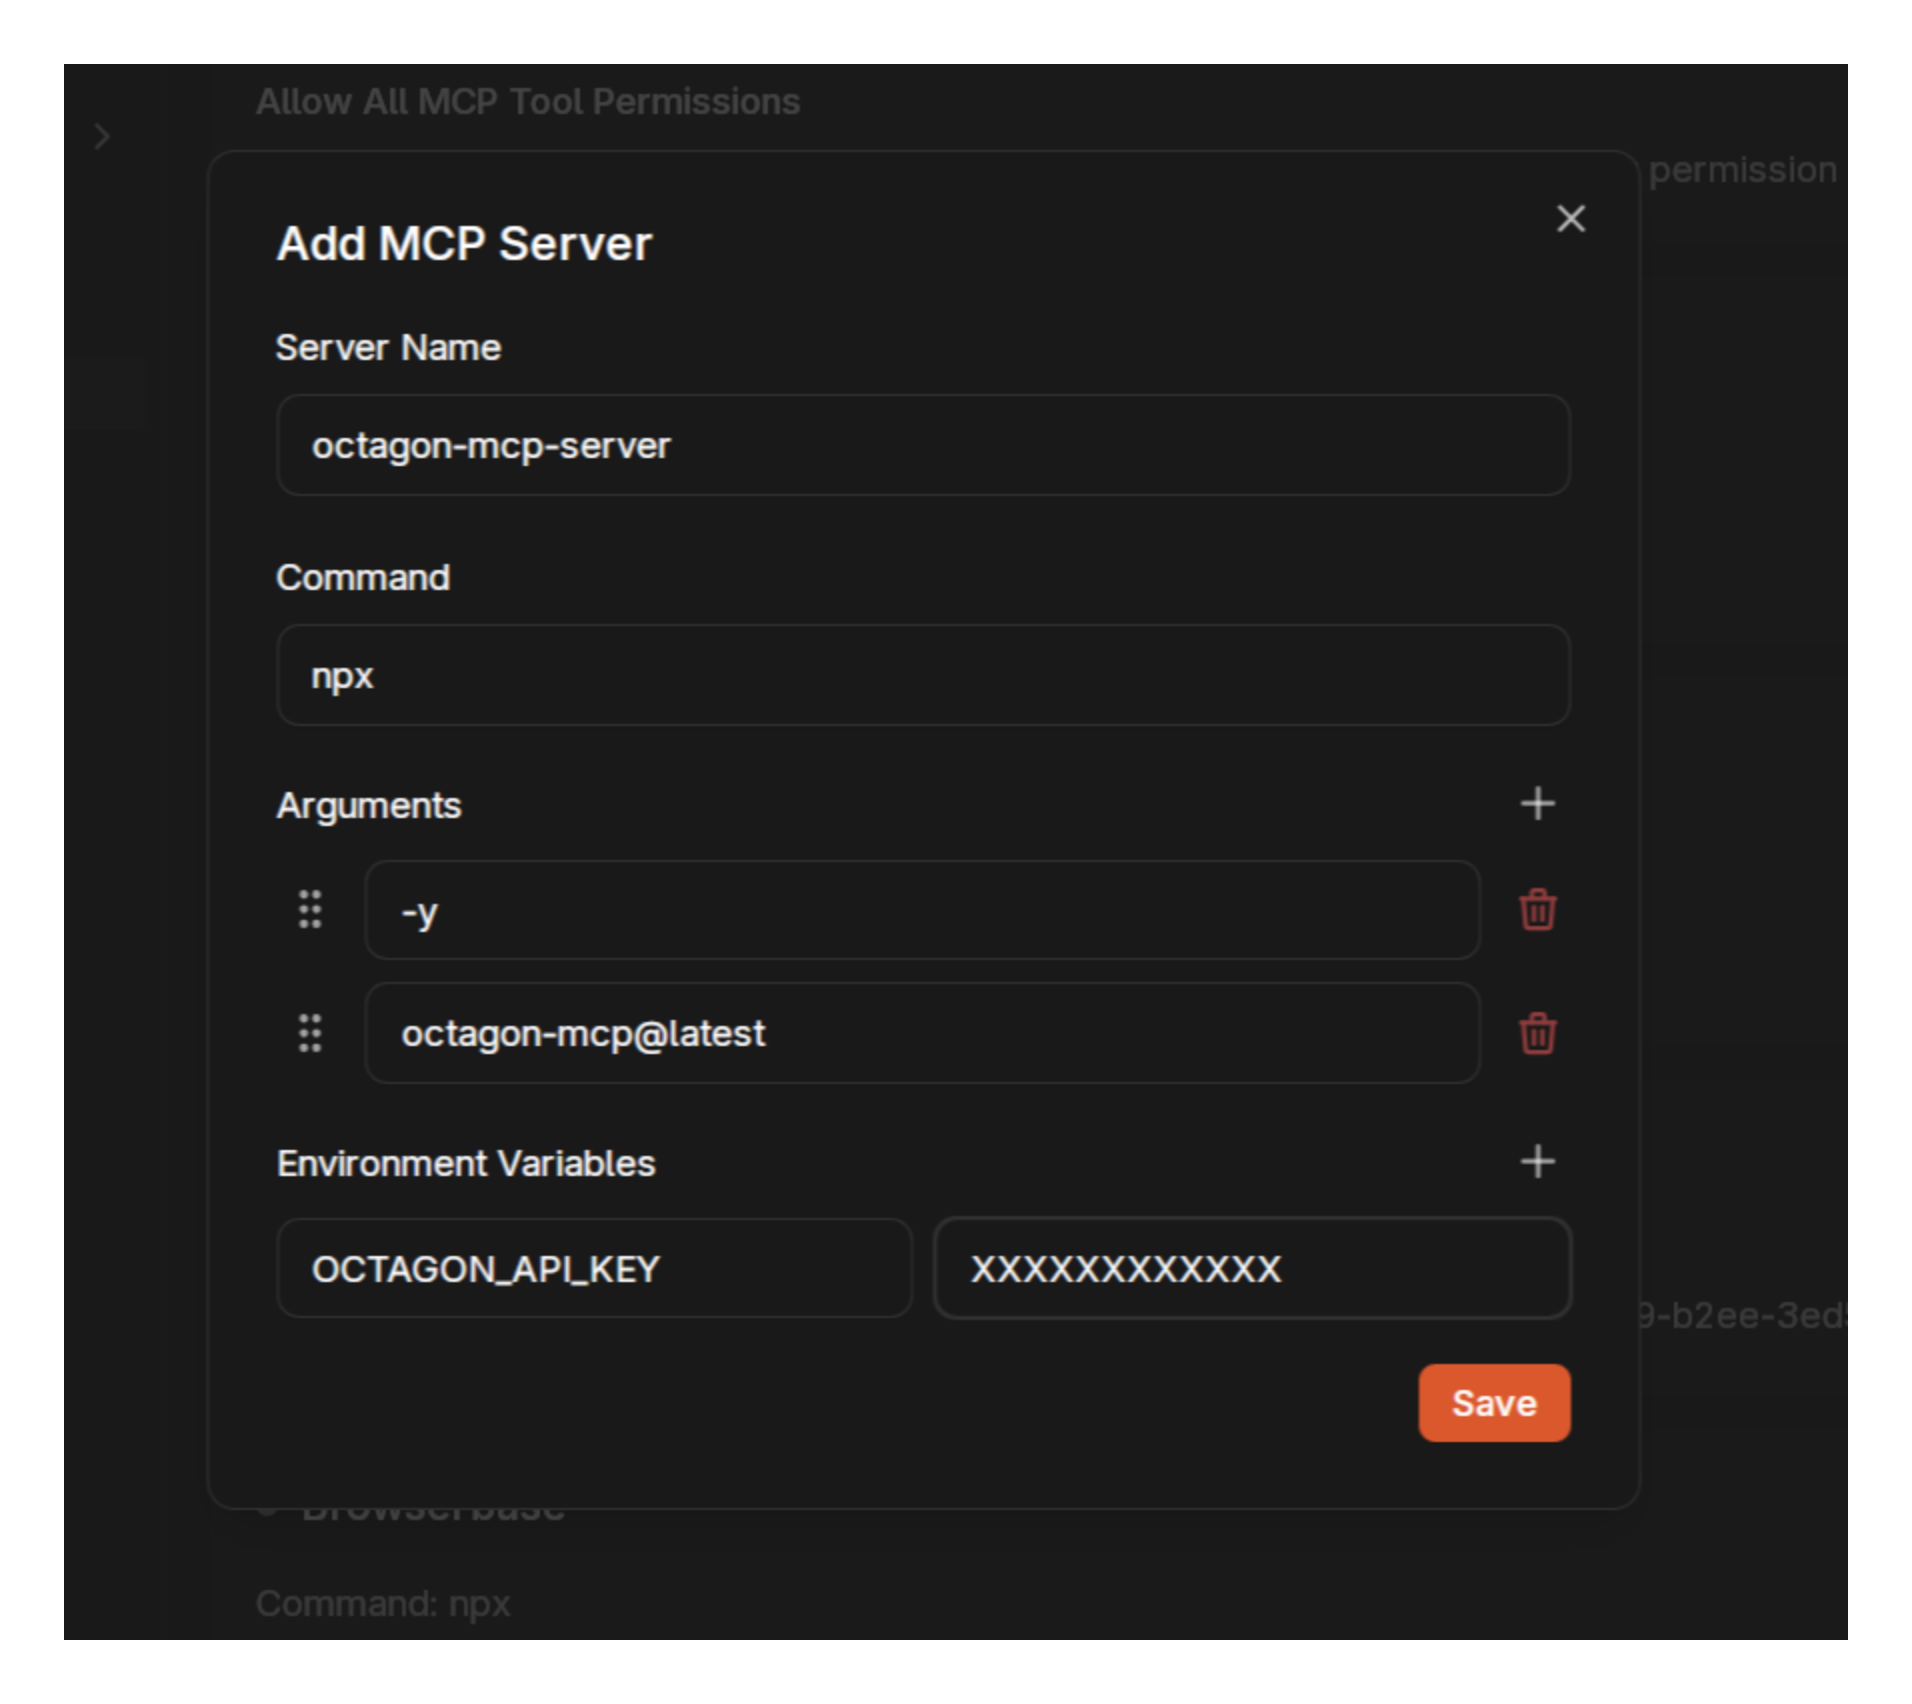 Allow All MCP Tool Permissions
permission
Add MCP Server
Server Name
octagon-mcp-server
Command
npx
Arguments
-y
octagon-mcp@latest
Environment Variables
OCTAGON_API_KEY XXXXXXXXXXXX
9-b2ee-3ed
Save
Browserbase
Command: npx